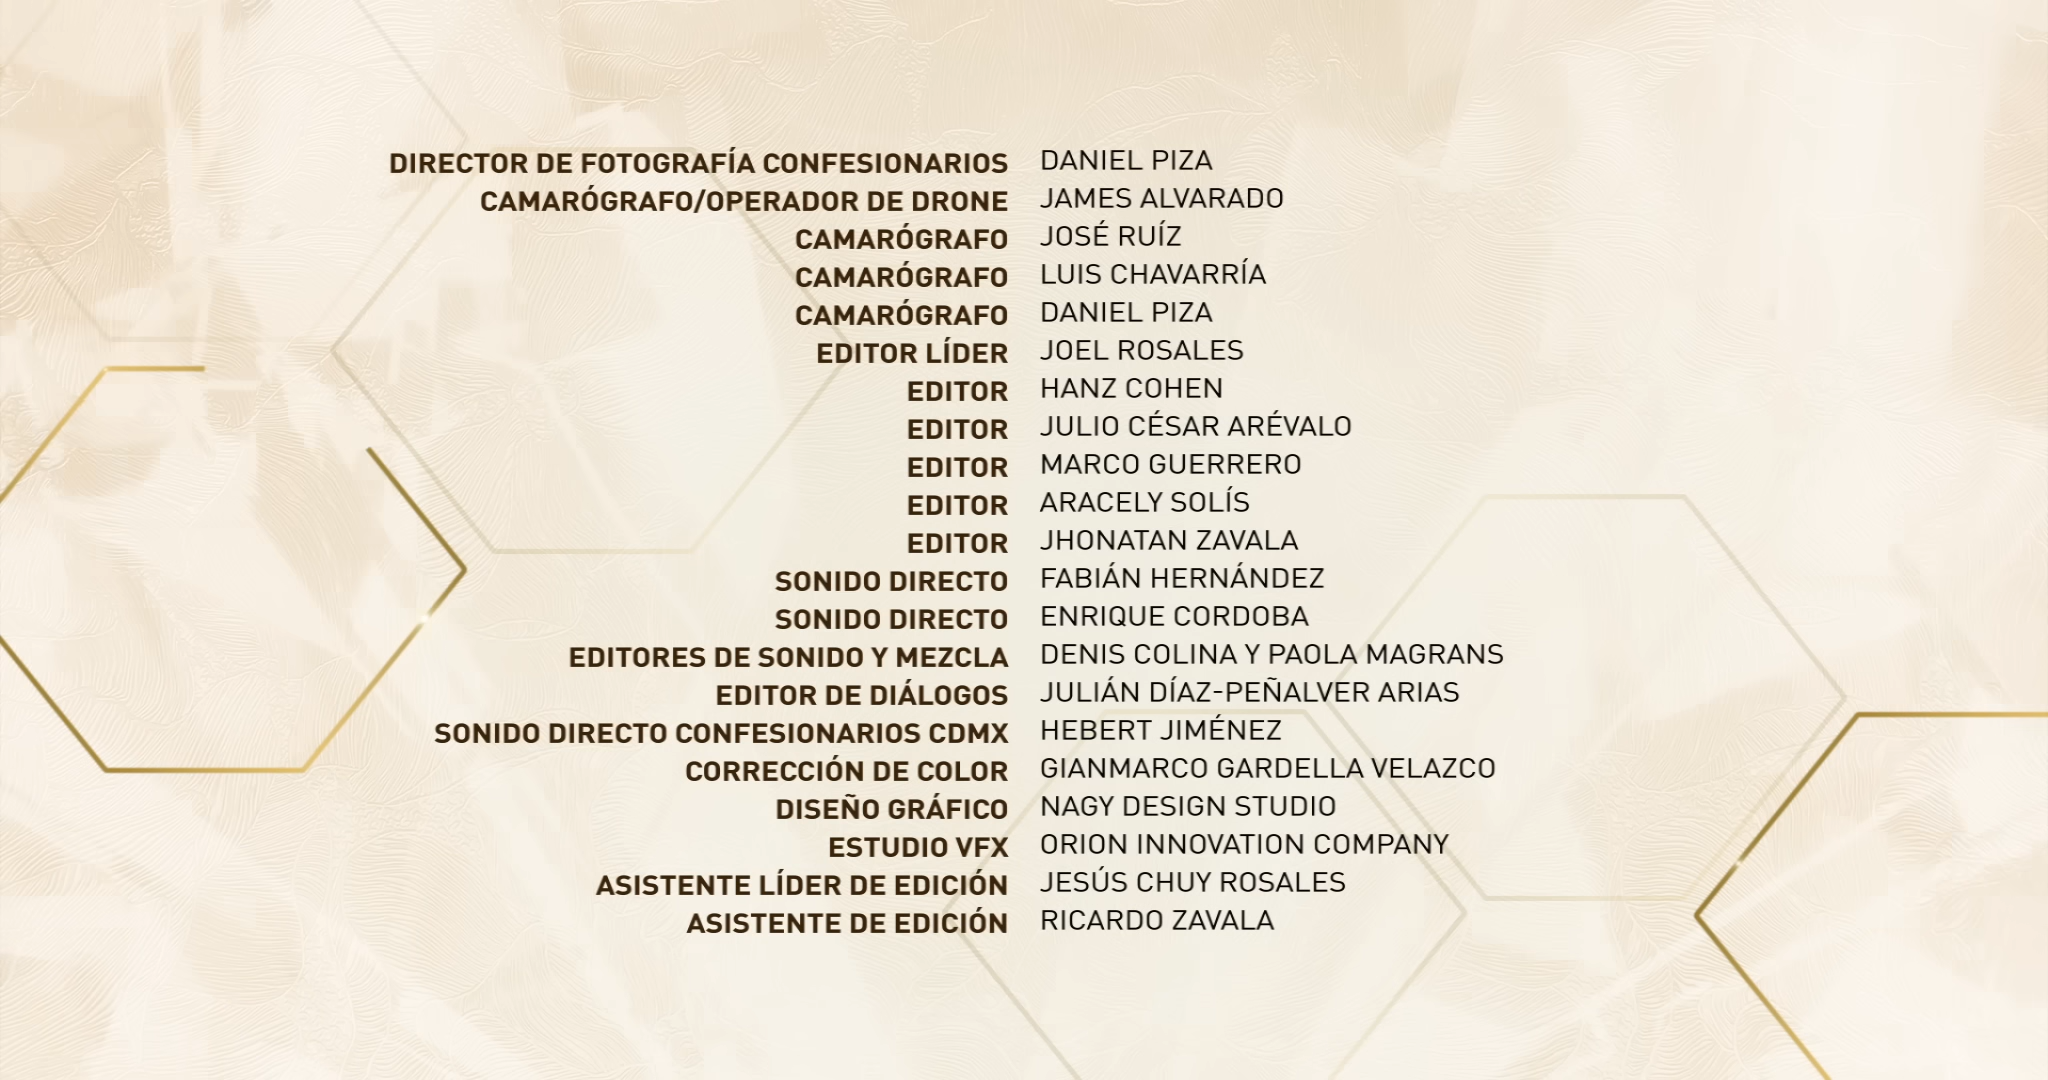 DIRECTOR DE FOTOGRAFÍA CONFESIONARIOS DANIEL PIZA
CAMARÓGRAFO/OPERADOR DE DRONE JAMES ALVARADO
CAMARÓGRAFO JOSÉ RUÍZ
CAMARÓGRAFO LUIS CHAVARRÍA
CAMARÓGRAFO DANIEL PIZA
EDITOR LÍDER JOEL ROSALES
EDITOR HANZ COHEN
EDITOR JULIO CÉSAR ARÉVALO
EDITOR MARCO GUERRERO
EDITOR ARACELY SOLÍS
EDITOR JHONATAN ZAVALA
SONIDO DIRECTO FABIÁN HERNÁNDEZ
SONIDO DIRECTO ENRIQUE CORDOBA
EDITORES DE SONIDO Y MEZCLA DENIS COLINA Y PAOLA MAGRANS
EDITOR DE DIÁLOGOS JULIÁN DÍAZ-PEÑALVER ARIAS
SONIDO DIRECTO CONFESIONARIOS CDMX HEBERT JIMÉNEZ
CORRECCIÓN DE COLOR GIANMARCO GARDELLA VELAZCO
DISEÑO GRÁFICO NAGY DESIGN STUDIO
ESTUDIO VFX ORION INNOVATION COMPANY
ASISTENTE LÍDER DE EDICIÓN JESÚS CHUY ROSALES
ASISTENTE DE EDICIÓN RICARDO ZAVALA